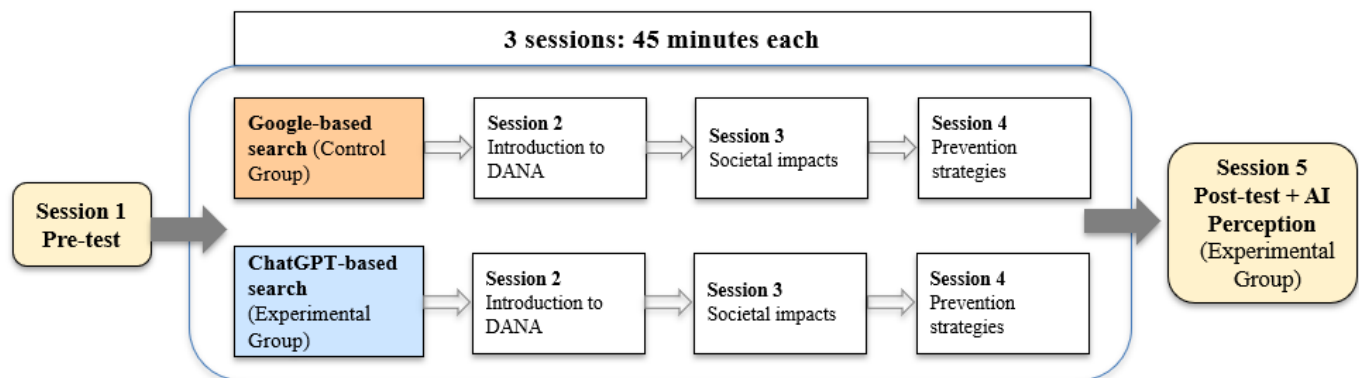 3 sessions: 45 minutes each
Session 1
Pre-test
Google-based
search (Control
Group)
Session 2
Introduction to
DANA
Session 3
Societal impacts
Session 4
Prevention
strategies
ChatGPT-based
search
(Experimental
Group)
Session 2
Introduction to
DANA
Session 3
Societal impacts
Session 4
Prevention
strategies
Session 5
Post-test + AI
Perception
(Experimental
Group)